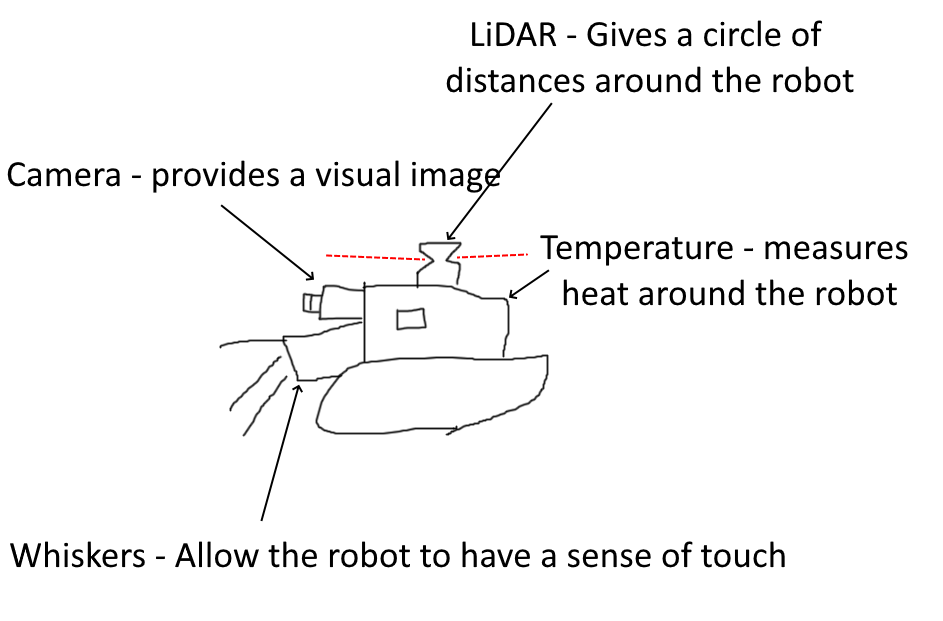 LiDAR - Gives a circle of
distances around the robot
Camera - provides a visual image
Temperature - measures
heat around the robot
Whiskers - Allow the robot to have a sense of touch